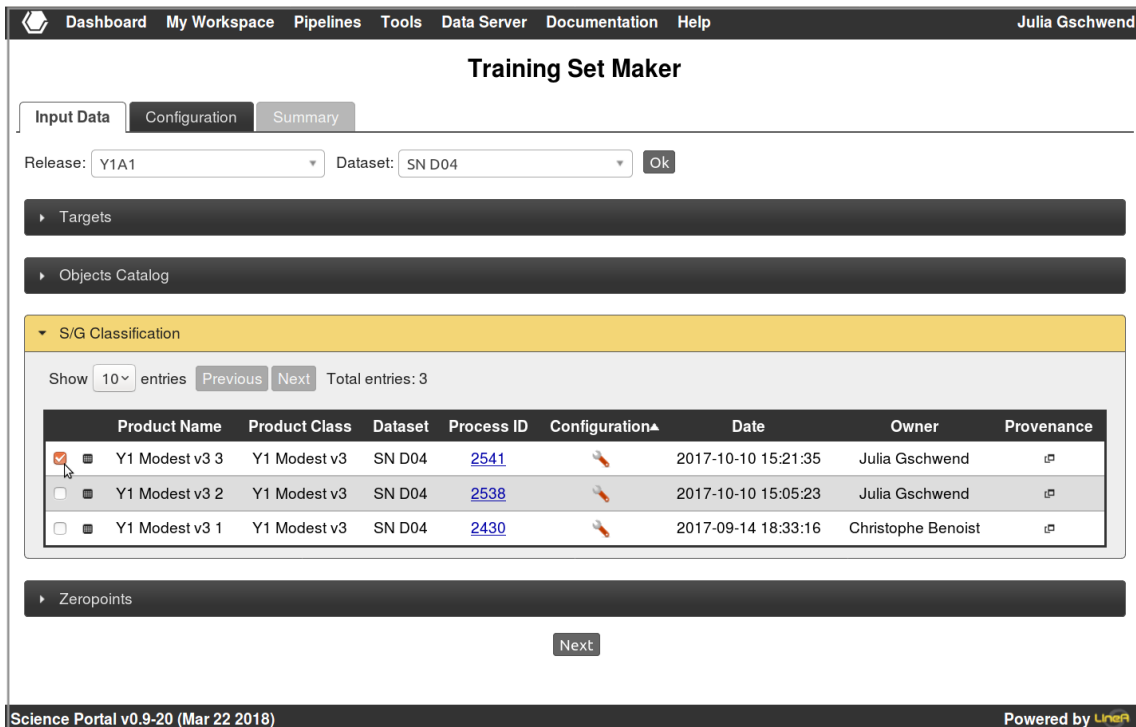 Dashboard My Workspace Pipelines Tools Data Server Documentation Help Julia Gschwend
Training Set Maker
Input Data Configuration Summary
Release: Y1A1 Dataset: SN D04 Ok
Targets
Objects Catalog
S/G Classification
Show 10 entries Previous Next Total entries: 3
Product Name Product Class Dataset Process ID Configuration Date Owner Provenance
Y1 Modest v3 3 Y1 Modest v3 SN D04 2541 2017-10-10 15:21:35 Julia Gschwend
Y1 Modest v3 2 Y1 Modest v3 SN D04 2538 2017-10-10 15:05:23 Julia Gschwend
Y1 Modest v3 1 Y1 Modest v3 SN D04 2430 2017-09-14 18:33:16 Christophe Benoist
Zeropoints
Next
Science Portal v0.9-20 (Mar 22 2018) Powered by LIneA